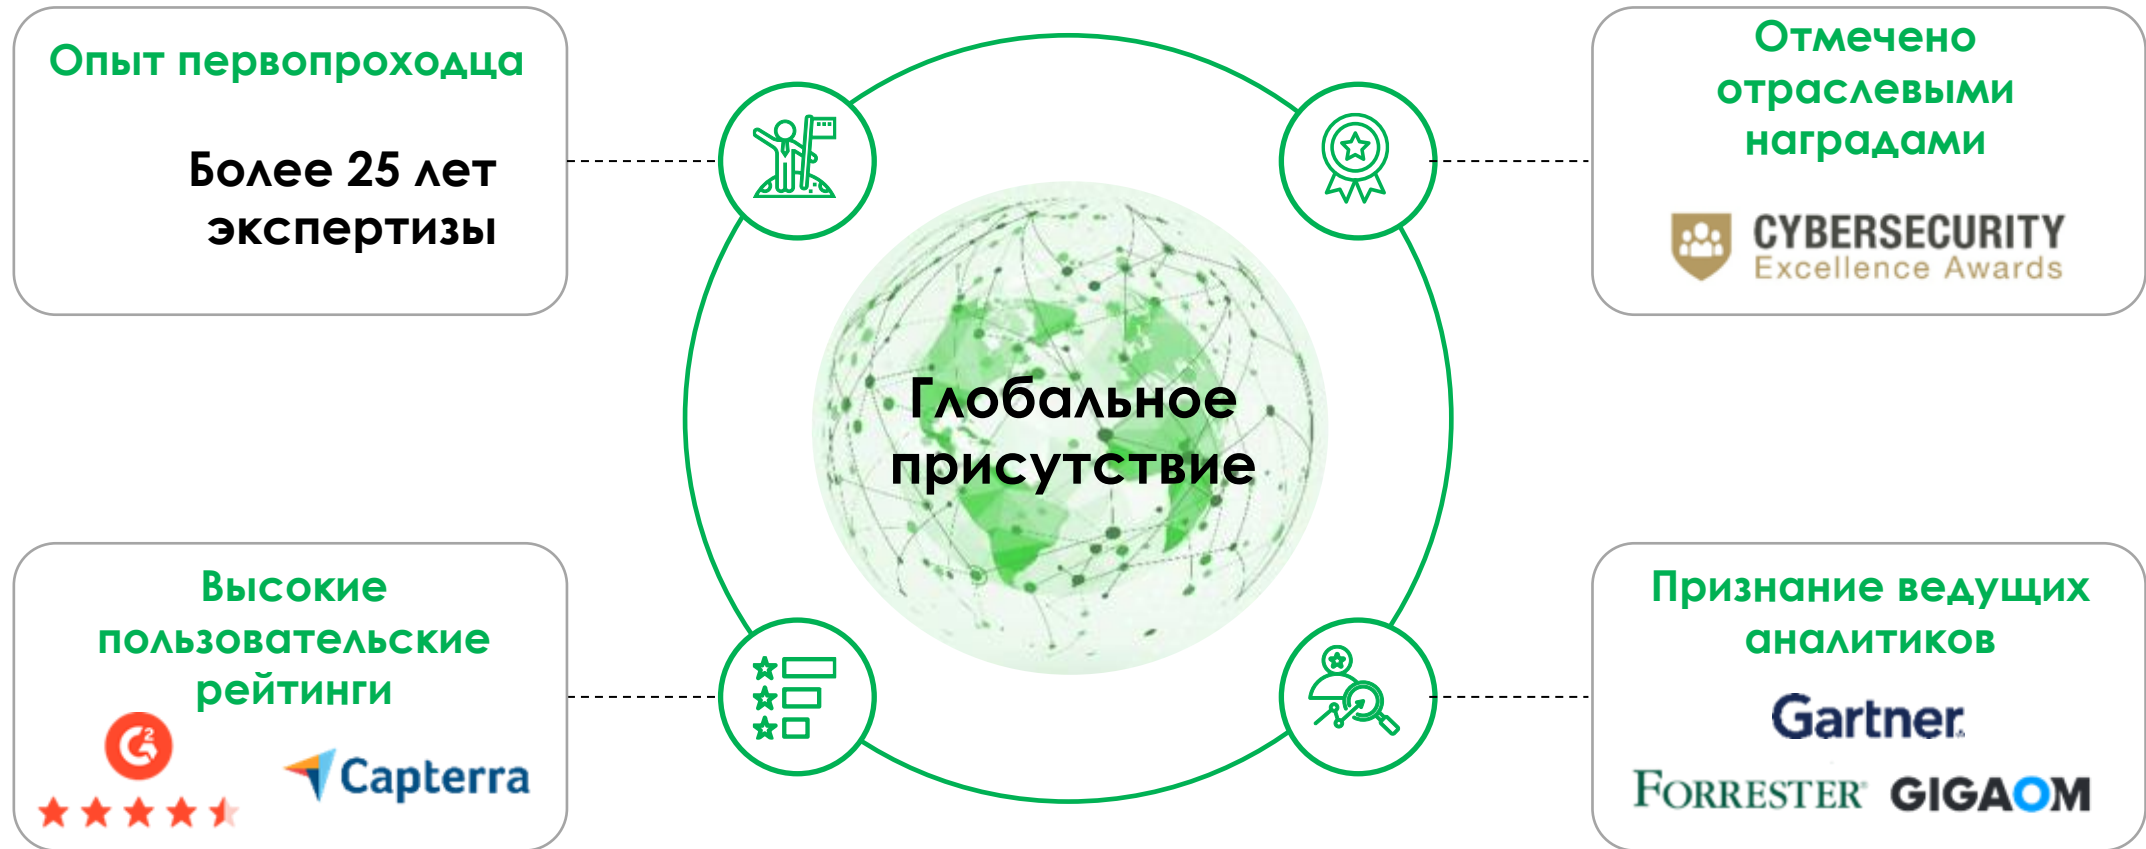 Опыт первопроходца
Более 25 лет
экспертизы
Отмечено
отраслевыми
наградами
CYBERSECURITY
Excellence Awards
Глобальное
присутствие
Высокие
пользовательские
рейтинги
G2
Capterra
Признание ведущих
аналитиков
Gartner
FORRESTER
GIGAOM